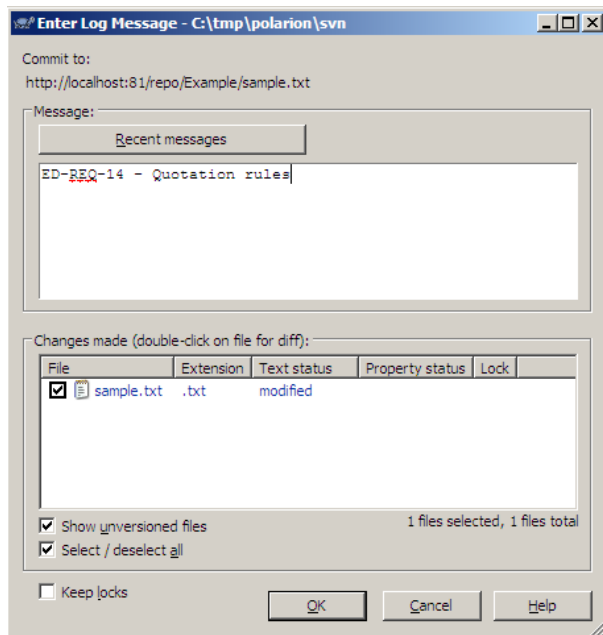 Enter Log Message - C:\tmp\polarion\svn
Commit to:
http://localhost:81/repo/Example/sample.txt
Message:
Recent messages
ED-REQ-14 - Quotation rules
Changes made (double-click on file for diff):
File Extension Text status Property status Lock
sample.txt .txt modified
Show unversioned files 1 files selected, 1 files total
Select / deselect all
Keep locks OK Cancel Help